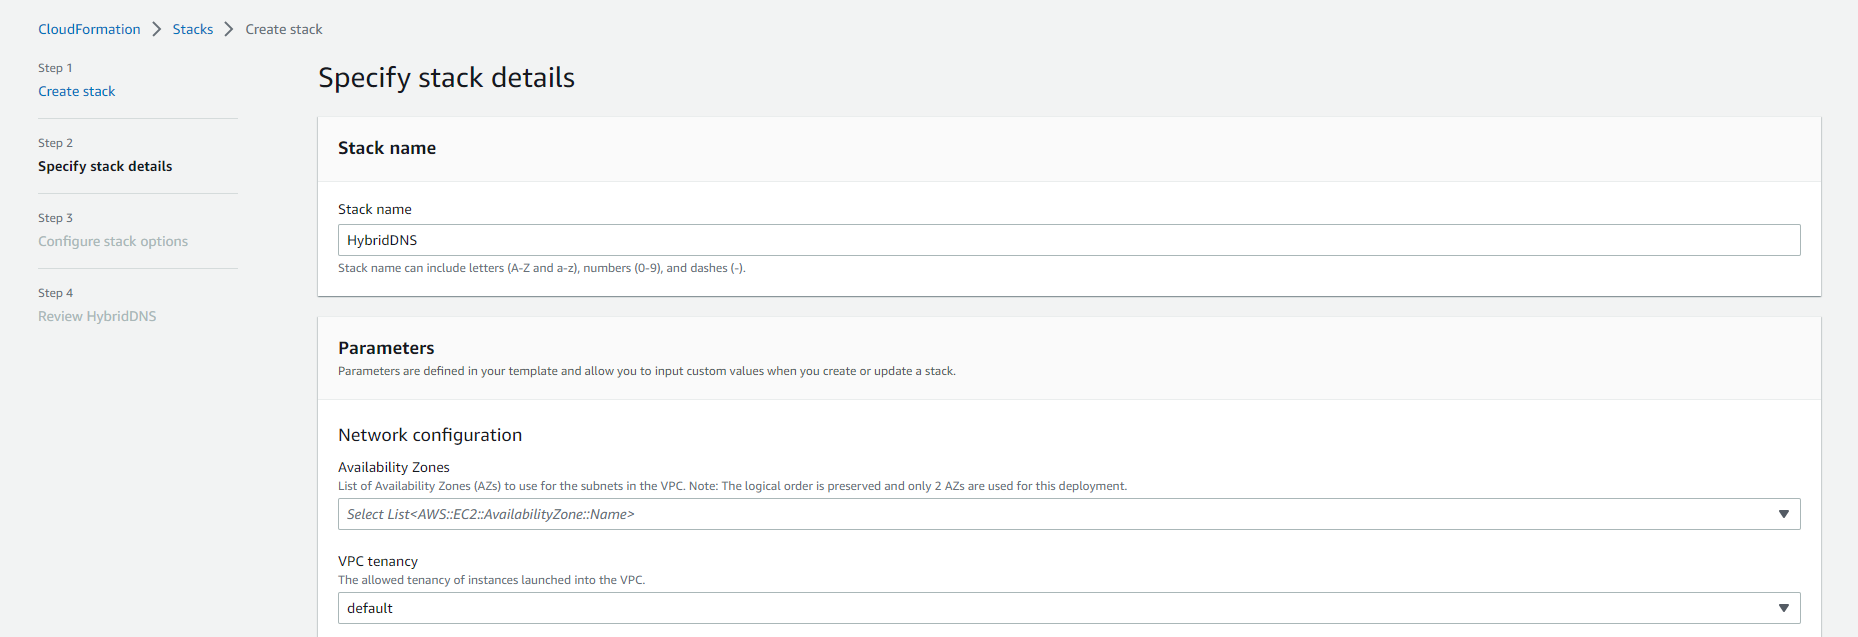 CloudFormation > Stacks > Create stack
Step 1
Create stack
Step 2
Specify stack details
Step 3
Configure stack options
Step 4
Review HybridDNS
Specify stack details
Stack name
Stack name
HybridDNS
Stack name can include letters (A-Z and a-z), numbers (0-9), and dashes (-).
Parameters
Parameters are defined in your template and allow you to input custom values when you create or update a stack.
Network configuration
Availability Zones
List of Availability Zones (AZs) to use for the subnets in the VPC. Note: The logical order is preserved and only 2 AZs are used for this deployment.
Select List<AWS::EC2::AvailabilityZone::Name>
VPC tenancy
The allowed tenancy of instances launched into the VPC.
default